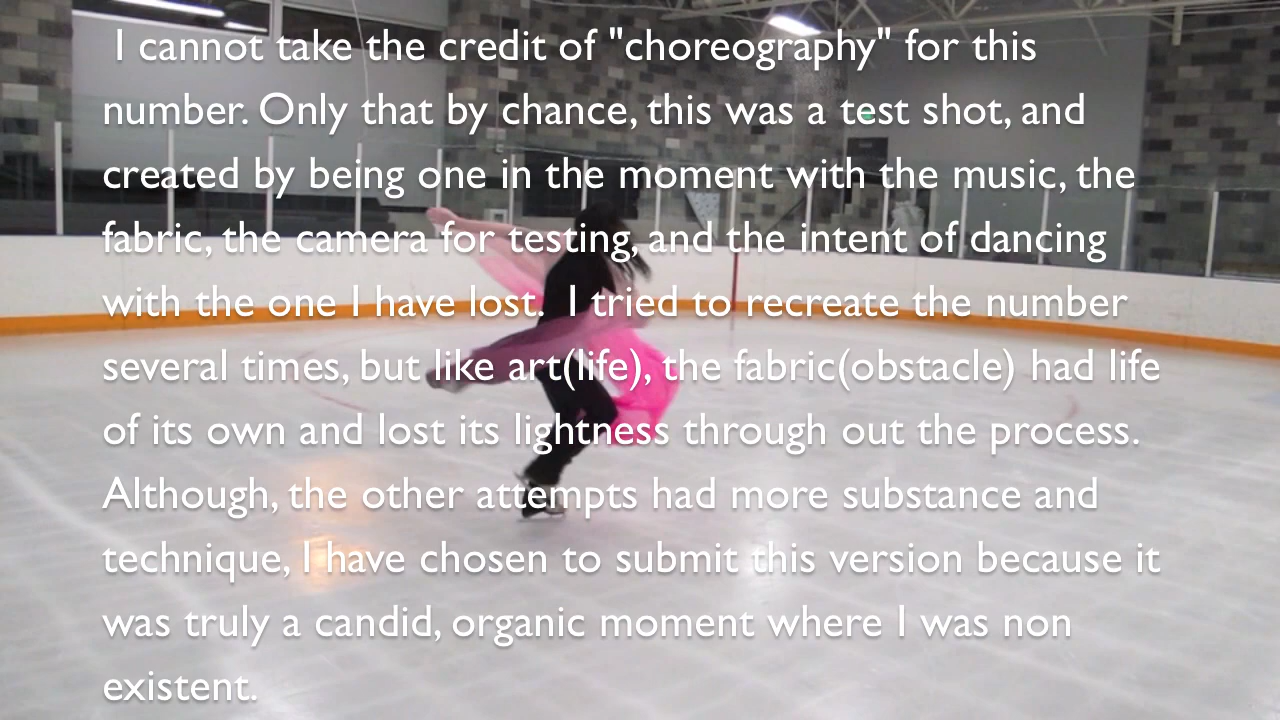 I cannot take the credit of "choreography" for this
number. Only that by chance, this was a test shot, and
created by being one in the moment with the music, the
fabric, the camera for testing, and the intent of dancing
with the one I have lost.  I tried to recreate the number
several times, but like art(life), the fabric(obstacle) had life
of its own and lost its lightness through out the process.
Although, the other attempts had more substance and
technique, I have chosen to submit this version because it
was truly a candid, organic moment where I was non
existent.